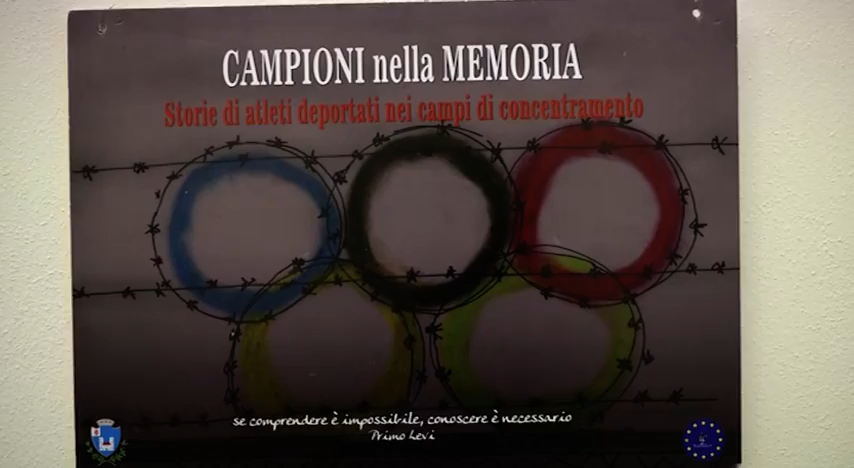 CAMPIONI nella MEMORIA
Storie di atleti deportati nei campi di concentramento
se comprendere è impossibile, conoscere è necessario
Primo Levi